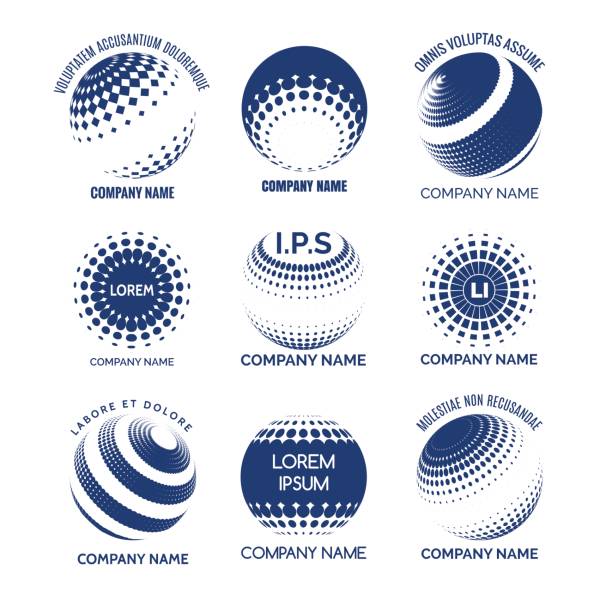 VOLUPTATEM ACCUSANTIUM DOLOREMQUE
COMPANY NAME
COMPANY NAME
OMNIS VOLUPTAS ASSUME
COMPANY NAME
LOREM
COMPANY NAME
I.P.S
COMPANY NAME
LI
COMPANY NAME
LABORE ET DOLORE
COMPANY NAME
LOREM
IPSUM
COMPANY NAME
MOLESTIAE NON RECUSANDAE
COMPANY NAME